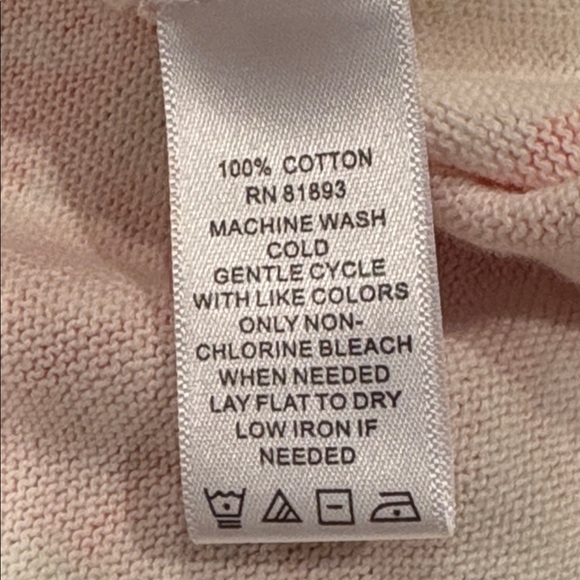 100% COTTON
RN 81893
MACHINE WASH
COLD
GENTLE CYCLE
WITH LIKE COLORS
ONLY NON-
CHLORINE BLEACH
WHEN NEEDED
LAY FLAT TO DRY
LOW IRON IF
NEEDED